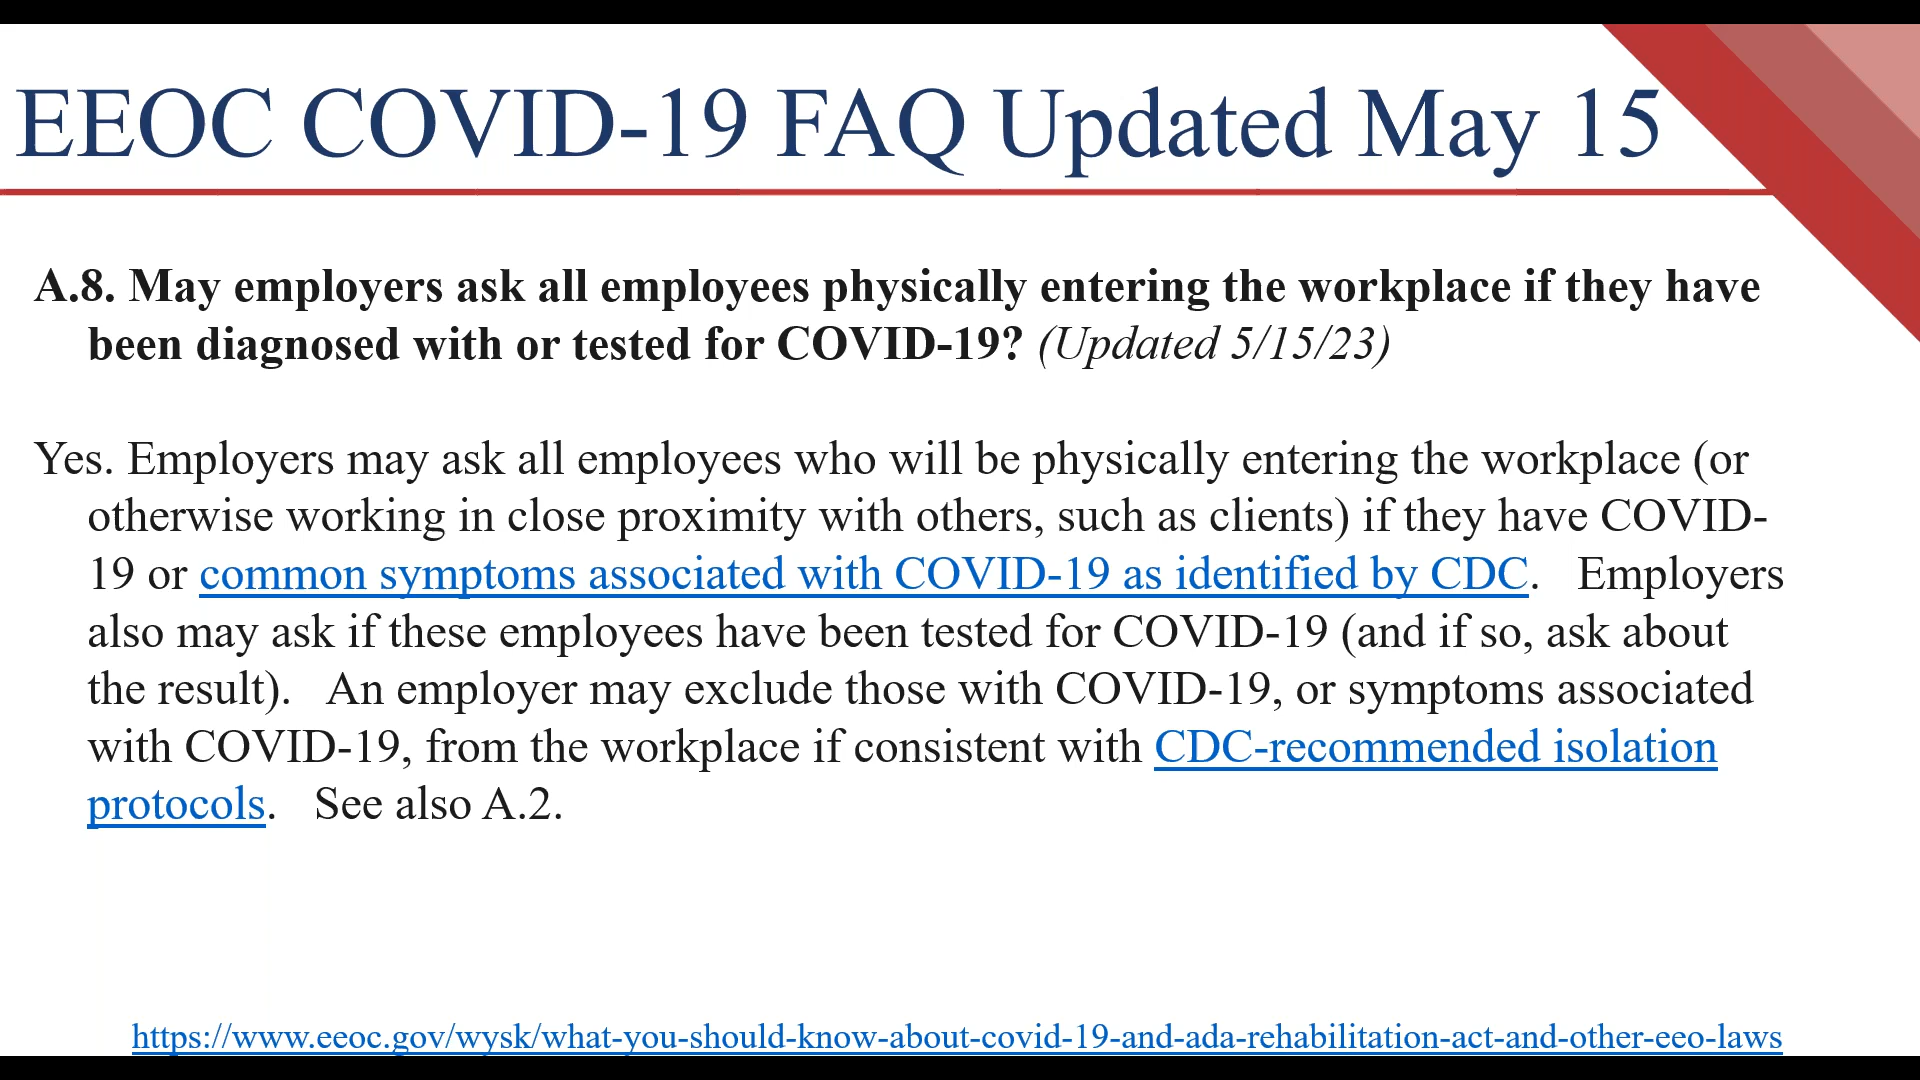 EEOC COVID-19 FAQ Updated May 15
A.8. May employers ask all employees physically entering the workplace if they have
been diagnosed with or tested for COVID-19? (Updated 5/15/23)
Yes. Employers may ask all employees who will be physically entering the workplace (or
otherwise working in close proximity with others, such as clients) if they have COVID-
19 or common symptoms associated with COVID-19 as identified by CDC. Employers
also may ask if these employees have been tested for COVID-19 (and if so, ask about
the result). An employer may exclude those with COVID-19, or symptoms associated
with COVID-19, from the workplace if consistent with CDC-recommended isolation
protocols. See also A.2.
https://www.eeoc.gov/wysk/what-you-should-know-about-covid-19-and-ada-rehabilitation-act-and-other-eeo-laws